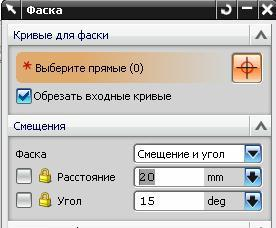 Фаска
Кривые для фаски
* Выберите прямые (0)
Обрезать входные кривые
Смещения
Фаска Смещение и угол
Расстояние 20 mm
Угол 15 deg